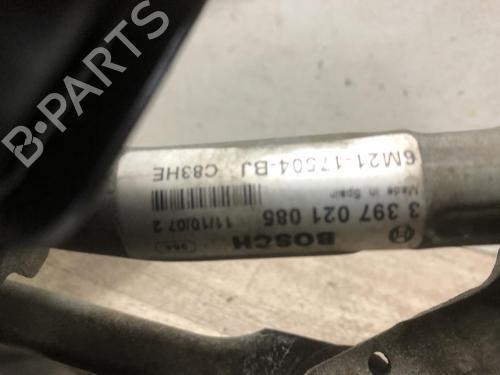 B-PARTS
BOSCH
11/10/07 2
3 397 021 085
Made in Spain
6M21-17504-BJ C83HE